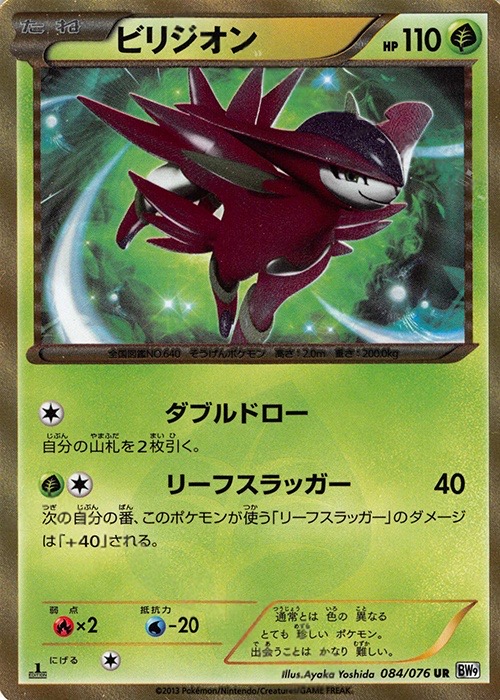 たね ビリジオン HP 110
全国図鑑NO.640 そうげんポケモン 高さ:2.0m 重さ:200.0kg
ダブルドロー
自分の山札を2枚引く。
リーフスラッガー 40
次の自分の番、このポケモンが使う「リーフスラッガー」のダメージ
は「+40」される。
弱点 抵抗力
×2 -20
通常とは 色の 異なる
とても 珍しい ポケモン。
出会うことは かなり 難しい。
にげる
1 EDITION
Illus.Ayaka Yoshida 084/076 UR BW9
©2013 Pokémon/Nintendo/Creatures/GAME FREAK.